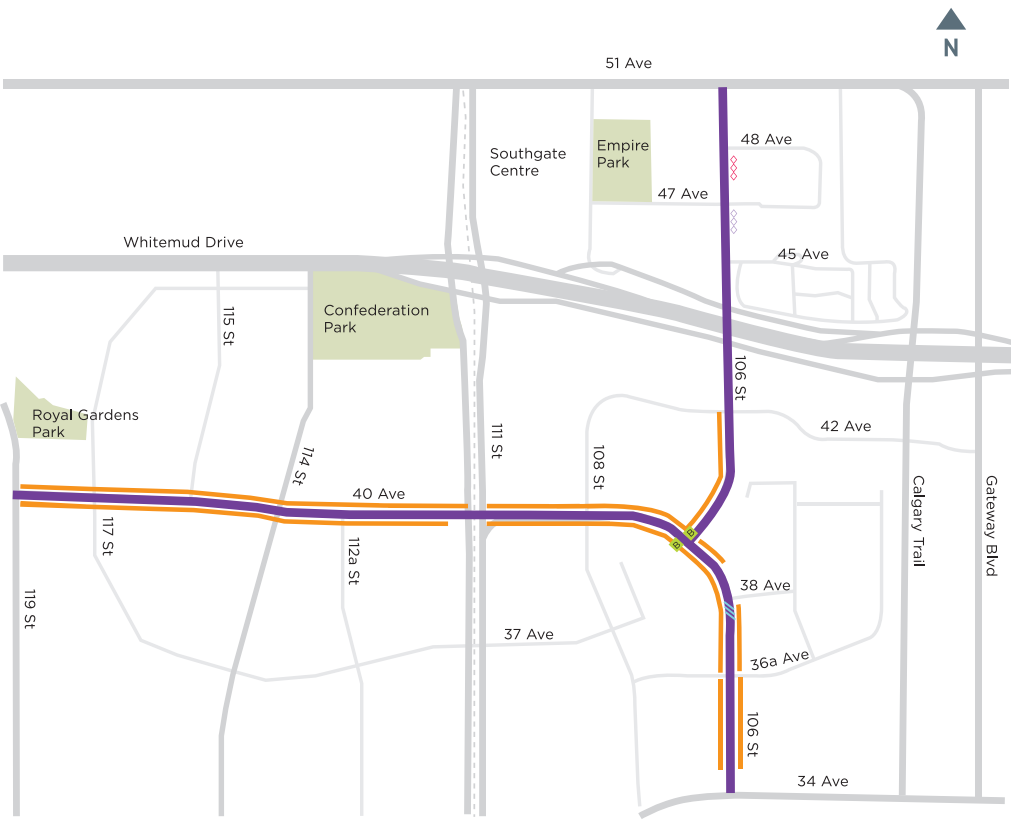 N
51 Ave
48 Ave
Southgate
Centre
Empire
Park
47 Ave
Whitemud Drive
45 Ave
115 St
Confederation
Park
106 St
Royal Gardens
Park
42 Ave
111 St
108 St
114 St
40 Ave
Calgary Trail
Gateway Blvd
117 St
112a St
B
B
38 Ave
119 St
37 Ave
36a Ave
106 St
34 Ave